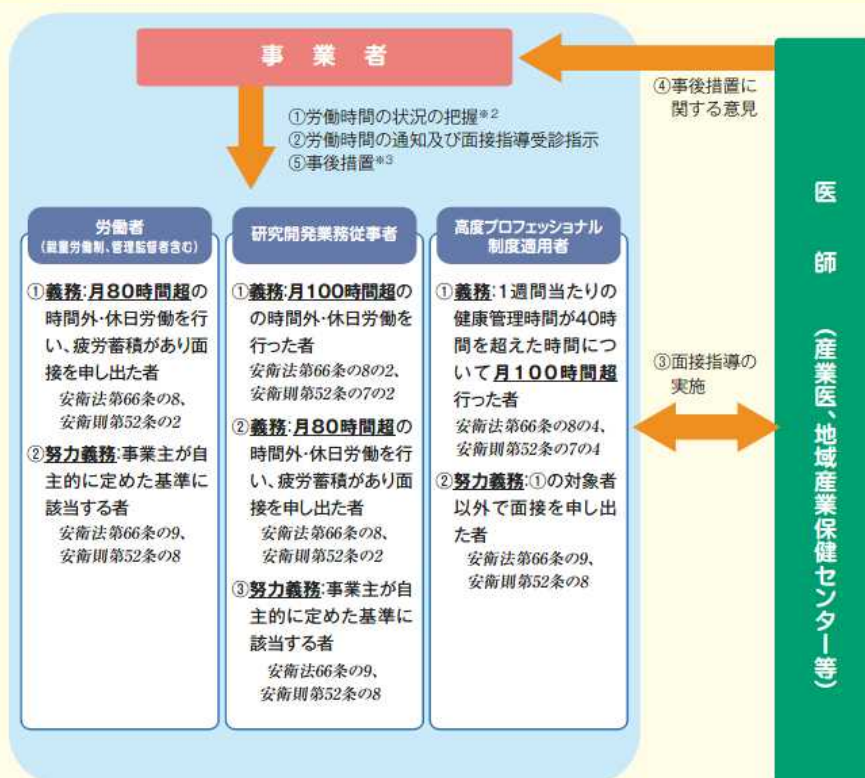 事業者
④事後措置に
関する意見
①労働時間の状況の把握※2
②労働時間の通知及び面接指導受診指示
⑤事後措置※3
労働者
(裁量労働制、管理監督者含む)
①義務:月80時間超の
時間外・休日労働を行
い、疲労蓄積があり面
接を申し出た者
安衛法第66条の8、
安衛則第52条の2
②努力義務:事業主が自
主的に定めた基準に
該当する者
安衛法第66条の9、
安衛則第52条の8
研究開発業務従事者
①義務:月100時間超の
の時間外・休日労働を
行った者
安衛法第66条の8の2、
安衛則第52条の7の2
②義務:月80時間超の
時間外・休日労働を行
い、疲労蓄積があり面
接を申し出た者
安衛法第66条の8、
安衛則第52条の2
③努力義務:事業主が自
主的に定めた基準に
該当する者
安衛法66条の9、
安衛則第52条の8
高度プロフェッショナル
制度適用者
①義務:1週間当たりの
健康管理時間が40時
間を超えた時間につ
いて月100時間超
行った者
安衛法第66条の8の4、
安衛則第52条の7の4
②努力義務:①の対象者
以外で面接を申し出
た者
安衛法第66条の9、
安衛則第52条の8
③面接指導の
実施
医師(産業医、地域産業保健センター等)